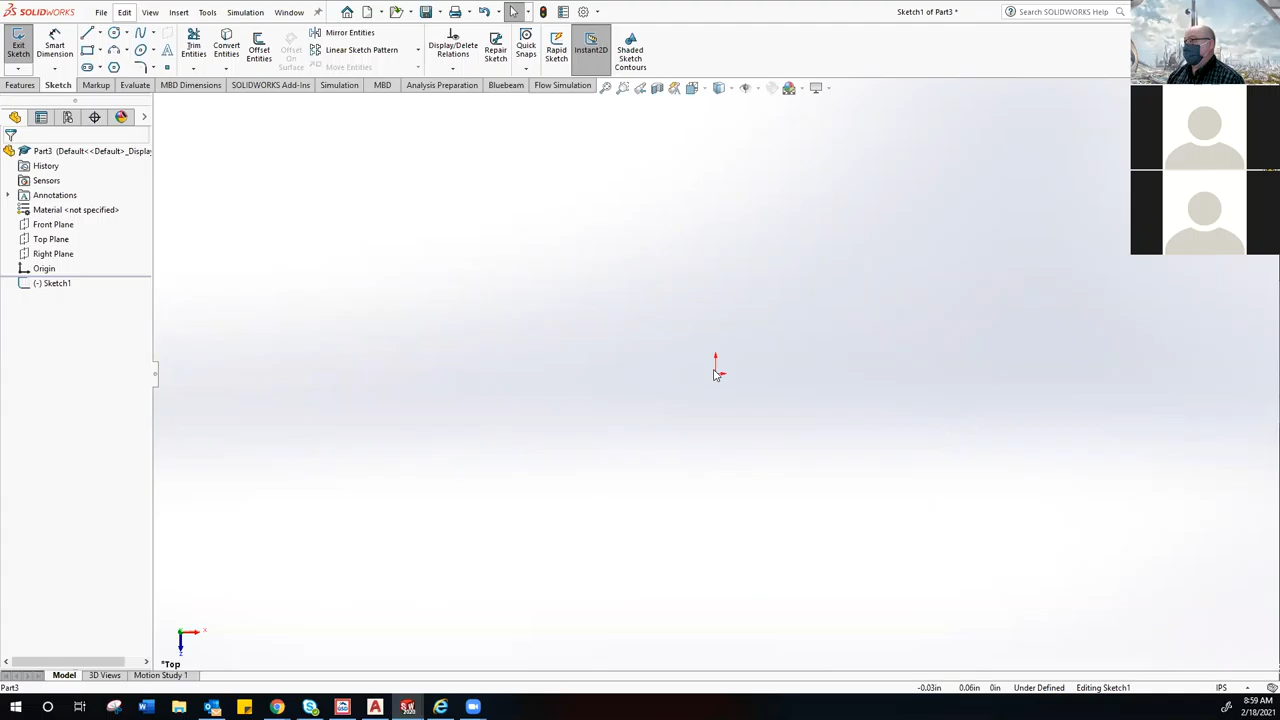 SOLIDWORKS File Edit View Insert Tools Simulation Window Sketch1 of Part3 * Search SOLIDWORKS Help
Exit Sketch
Smart Dimension
Trim Entities
Convert Entities
Offset Entities
Offset On Surface
Mirror Entities
Linear Sketch Pattern
Move Entities
Display/Delete Relations
Repair Sketch
Quick Snaps
Rapid Sketch
Instant2D
Shaded Sketch Contours
Features Sketch Markup Evaluate MBD Dimensions SOLIDWORKS Add-Ins Simulation MBD Analysis Preparation Bluebeam Flow Simulation
Part3 (Default<<Default>_Displa
History
Sensors
Annotations
Material <not specified>
Front Plane
Top Plane
Right Plane
Origin
(-) Sketch1
*Top
Model 3D Views Motion Study 1
Part3 -0.03in 0.06in 0in Under Defined Editing Sketch1 IPS
8:59 AM
2/18/2021